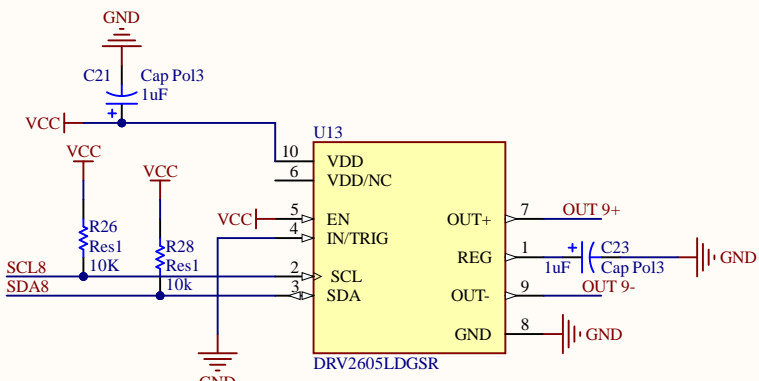 GND
C21 Cap Pol3
1uF
VCC
U13
10 VDD
6 VDD/NC
VCC
VCC
VCC 5 EN
4 IN/TRIG
OUT+ 7 OUT 9+
R26
Res1
10K
R28
Res1
10k
REG 1
1uF
C23
Cap Pol3
GND
SCL8
2 SCL
SDA8
3 SDA
OUT- 9 OUT 9-
GND 8 GND
DRV2605LDGSR
GND